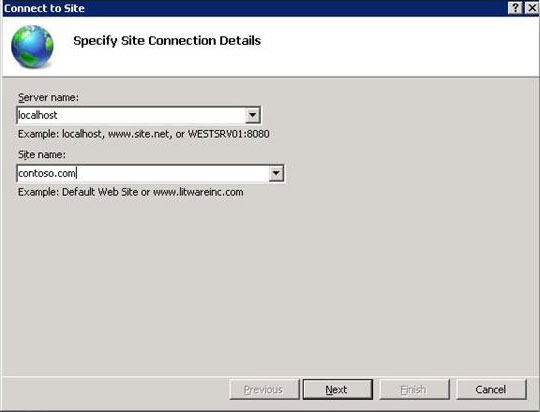 Connect to Site
Specify Site Connection Details
Server name:
localhost
Example: localhost, www.site.net, or WESTSRV01:8080
Site name:
contoso.com
Example: Default Web Site or www.litwareinc.com
Previous Next Finish Cancel